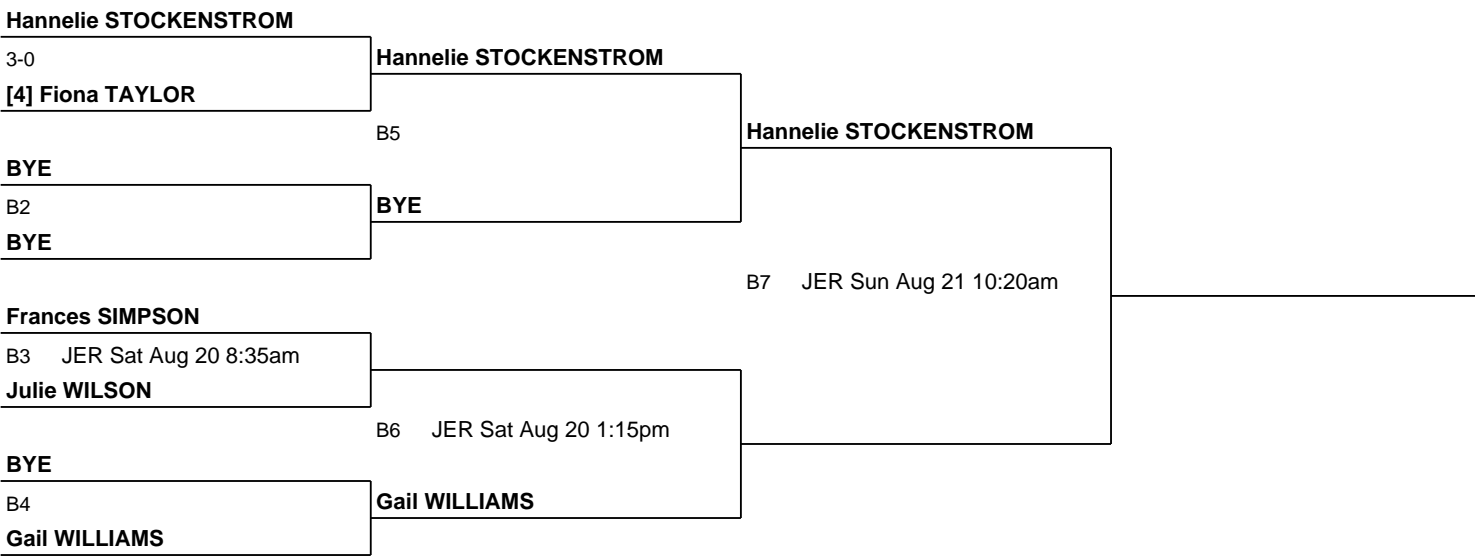 Hannelie STOCKENSTROM
3-0
Hannelie STOCKENSTROM
[4] Fiona TAYLOR
B5
Hannelie STOCKENSTROM
BYE
B2
BYE
BYE
B7 JER Sun Aug 21 10:20am
Frances SIMPSON
B3 JER Sat Aug 20 8:35am
Julie WILSON
B6 JER Sat Aug 20 1:15pm
BYE
B4
Gail WILLIAMS
Gail WILLIAMS